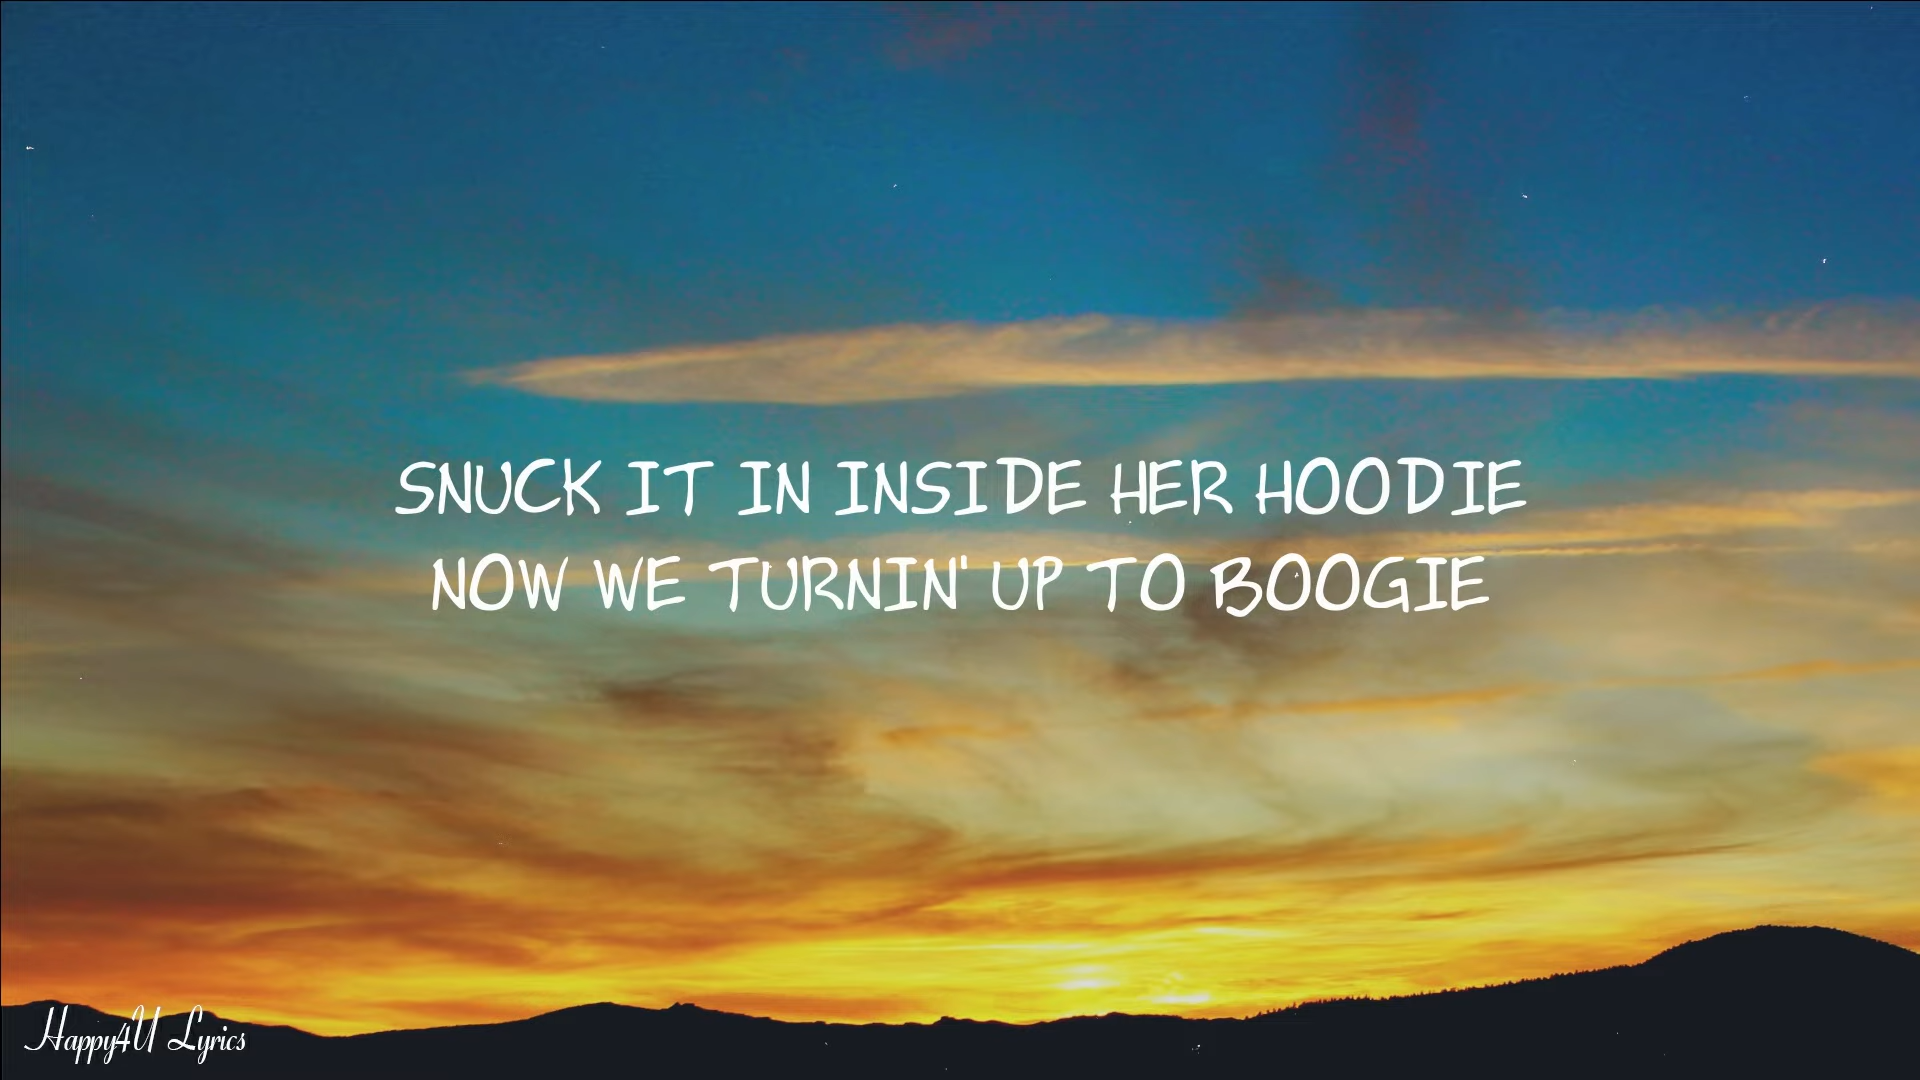 SNUCK IT IN INSIDE HER HOODIE
NOW WE TURNIN' UP TO BOOGIE
Happy4U Lyrics